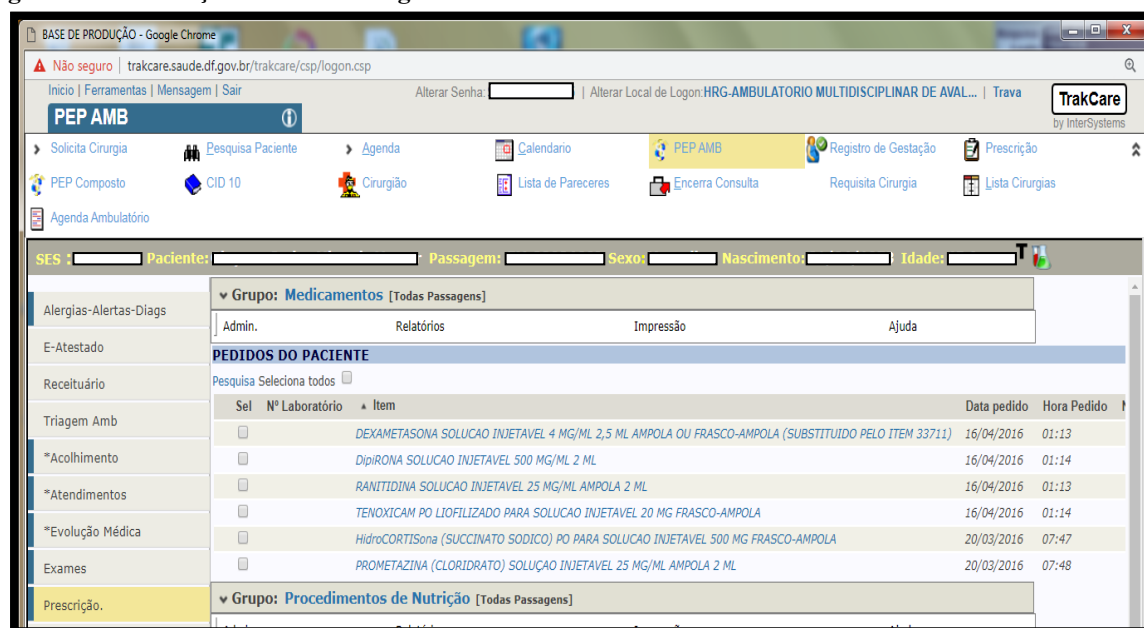 BASE DE PRODUÇÃO - Google Chrome
Não seguro | trakcare.saude.df.gov.br/trakcare/csp/logon.csp
Inicio | Ferramentas | Mensagem | Sair Alterar Senha: | Alterar Local de Logon:HRG-AMBULATORIO MULTIDISCIPLINAR DE AVAL... | Trava
TrakCare
by InterSystems
PEP AMB
Solicita Cirurgia Pesquisa Paciente Agenda Calendario PEP AMB Registro de Gestação Prescrição
PEP Composto CID 10 Cirurgião Lista de Pareceres Encerra Consulta Requisita Cirurgia Lista Cirurgias
Agenda Ambulatório
SES : Paciente: Passagem: Sexo: Nascimento: Idade: T
Alergias-Alertas-Diags
E-Atestado
Receituário
Triagem Amb
*Acolhimento
*Atendimentos
*Evolução Médica
Exames
Prescrição.
Grupo: Medicamentos [Todas Passagens]
Admin. Relatórios Impressão Ajuda
PEDIDOS DO PACIENTE
Pesquisa Seleciona todos
Sel Nº Laboratório Item Data pedido Hora Pedido
DEXAMETASONA SOLUCAO INJETAVEL 4 MG/ML 2,5 ML AMPOLA OU FRASCO-AMPOLA (SUBSTITUIDO PELO ITEM 33711) 16/04/2016 01:13
DipiRONA SOLUCAO INJETAVEL 500 MG/ML 2 ML 16/04/2016 01:14
RANITIDINA SOLUCAO INJETAVEL 25 MG/ML AMPOLA 2 ML 16/04/2016 01:13
TENOXICAM PO LIOFILIZADO PARA SOLUCAO INJETAVEL 20 MG FRASCO-AMPOLA 16/04/2016 01:14
HidroCORTISona (SUCCINATO SODICO) PO PARA SOLUCAO INJETAVEL 500 MG FRASCO-AMPOLA 20/03/2016 07:47
PROMETAZINA (CLORIDRATO) SOLUÇAO INJETAVEL 25 MG/ML AMPOLA 2 ML 20/03/2016 07:48
Grupo: Procedimentos de Nutrição [Todas Passagens]